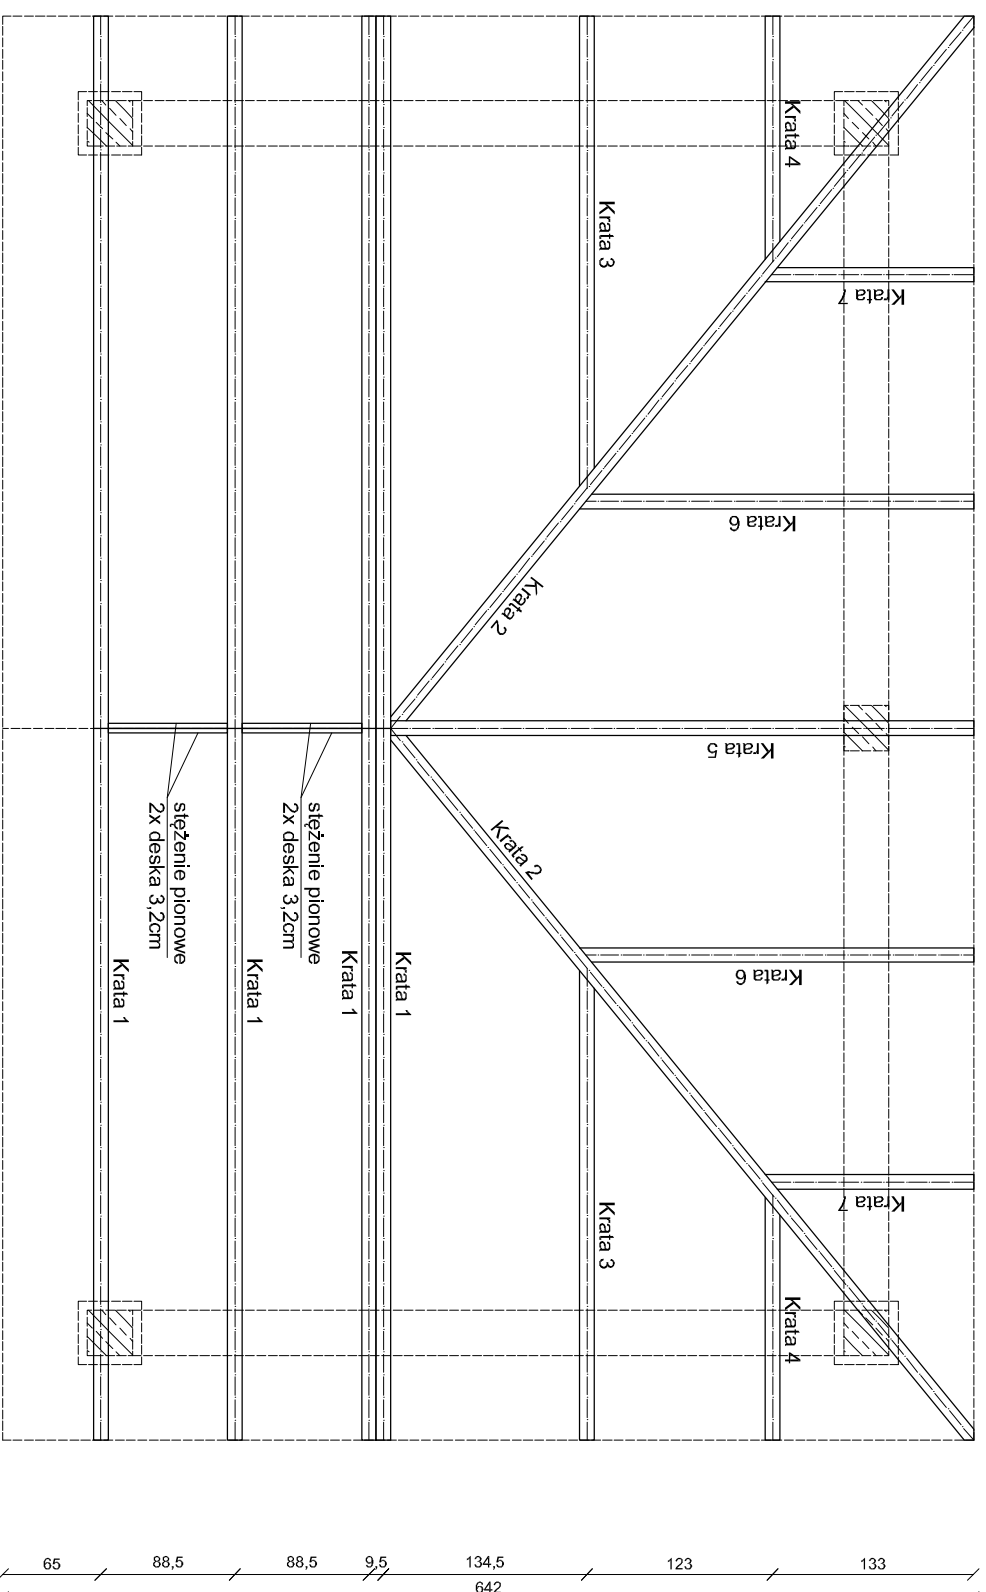 Krata 4
Krata 3
Krata 7
Krata 6
Krata 2
Krata 5
stężenie pionowe
2x deska 3,2cm
stężenie pionowe
2x deska 3,2cm
Krata 2
Krata 1
Krata 1
Krata 1
Krata 1
Krata 6
Krata 3
Krata 7
Krata 4
65
88,5
88,5
9,5
134,5
123
133
642